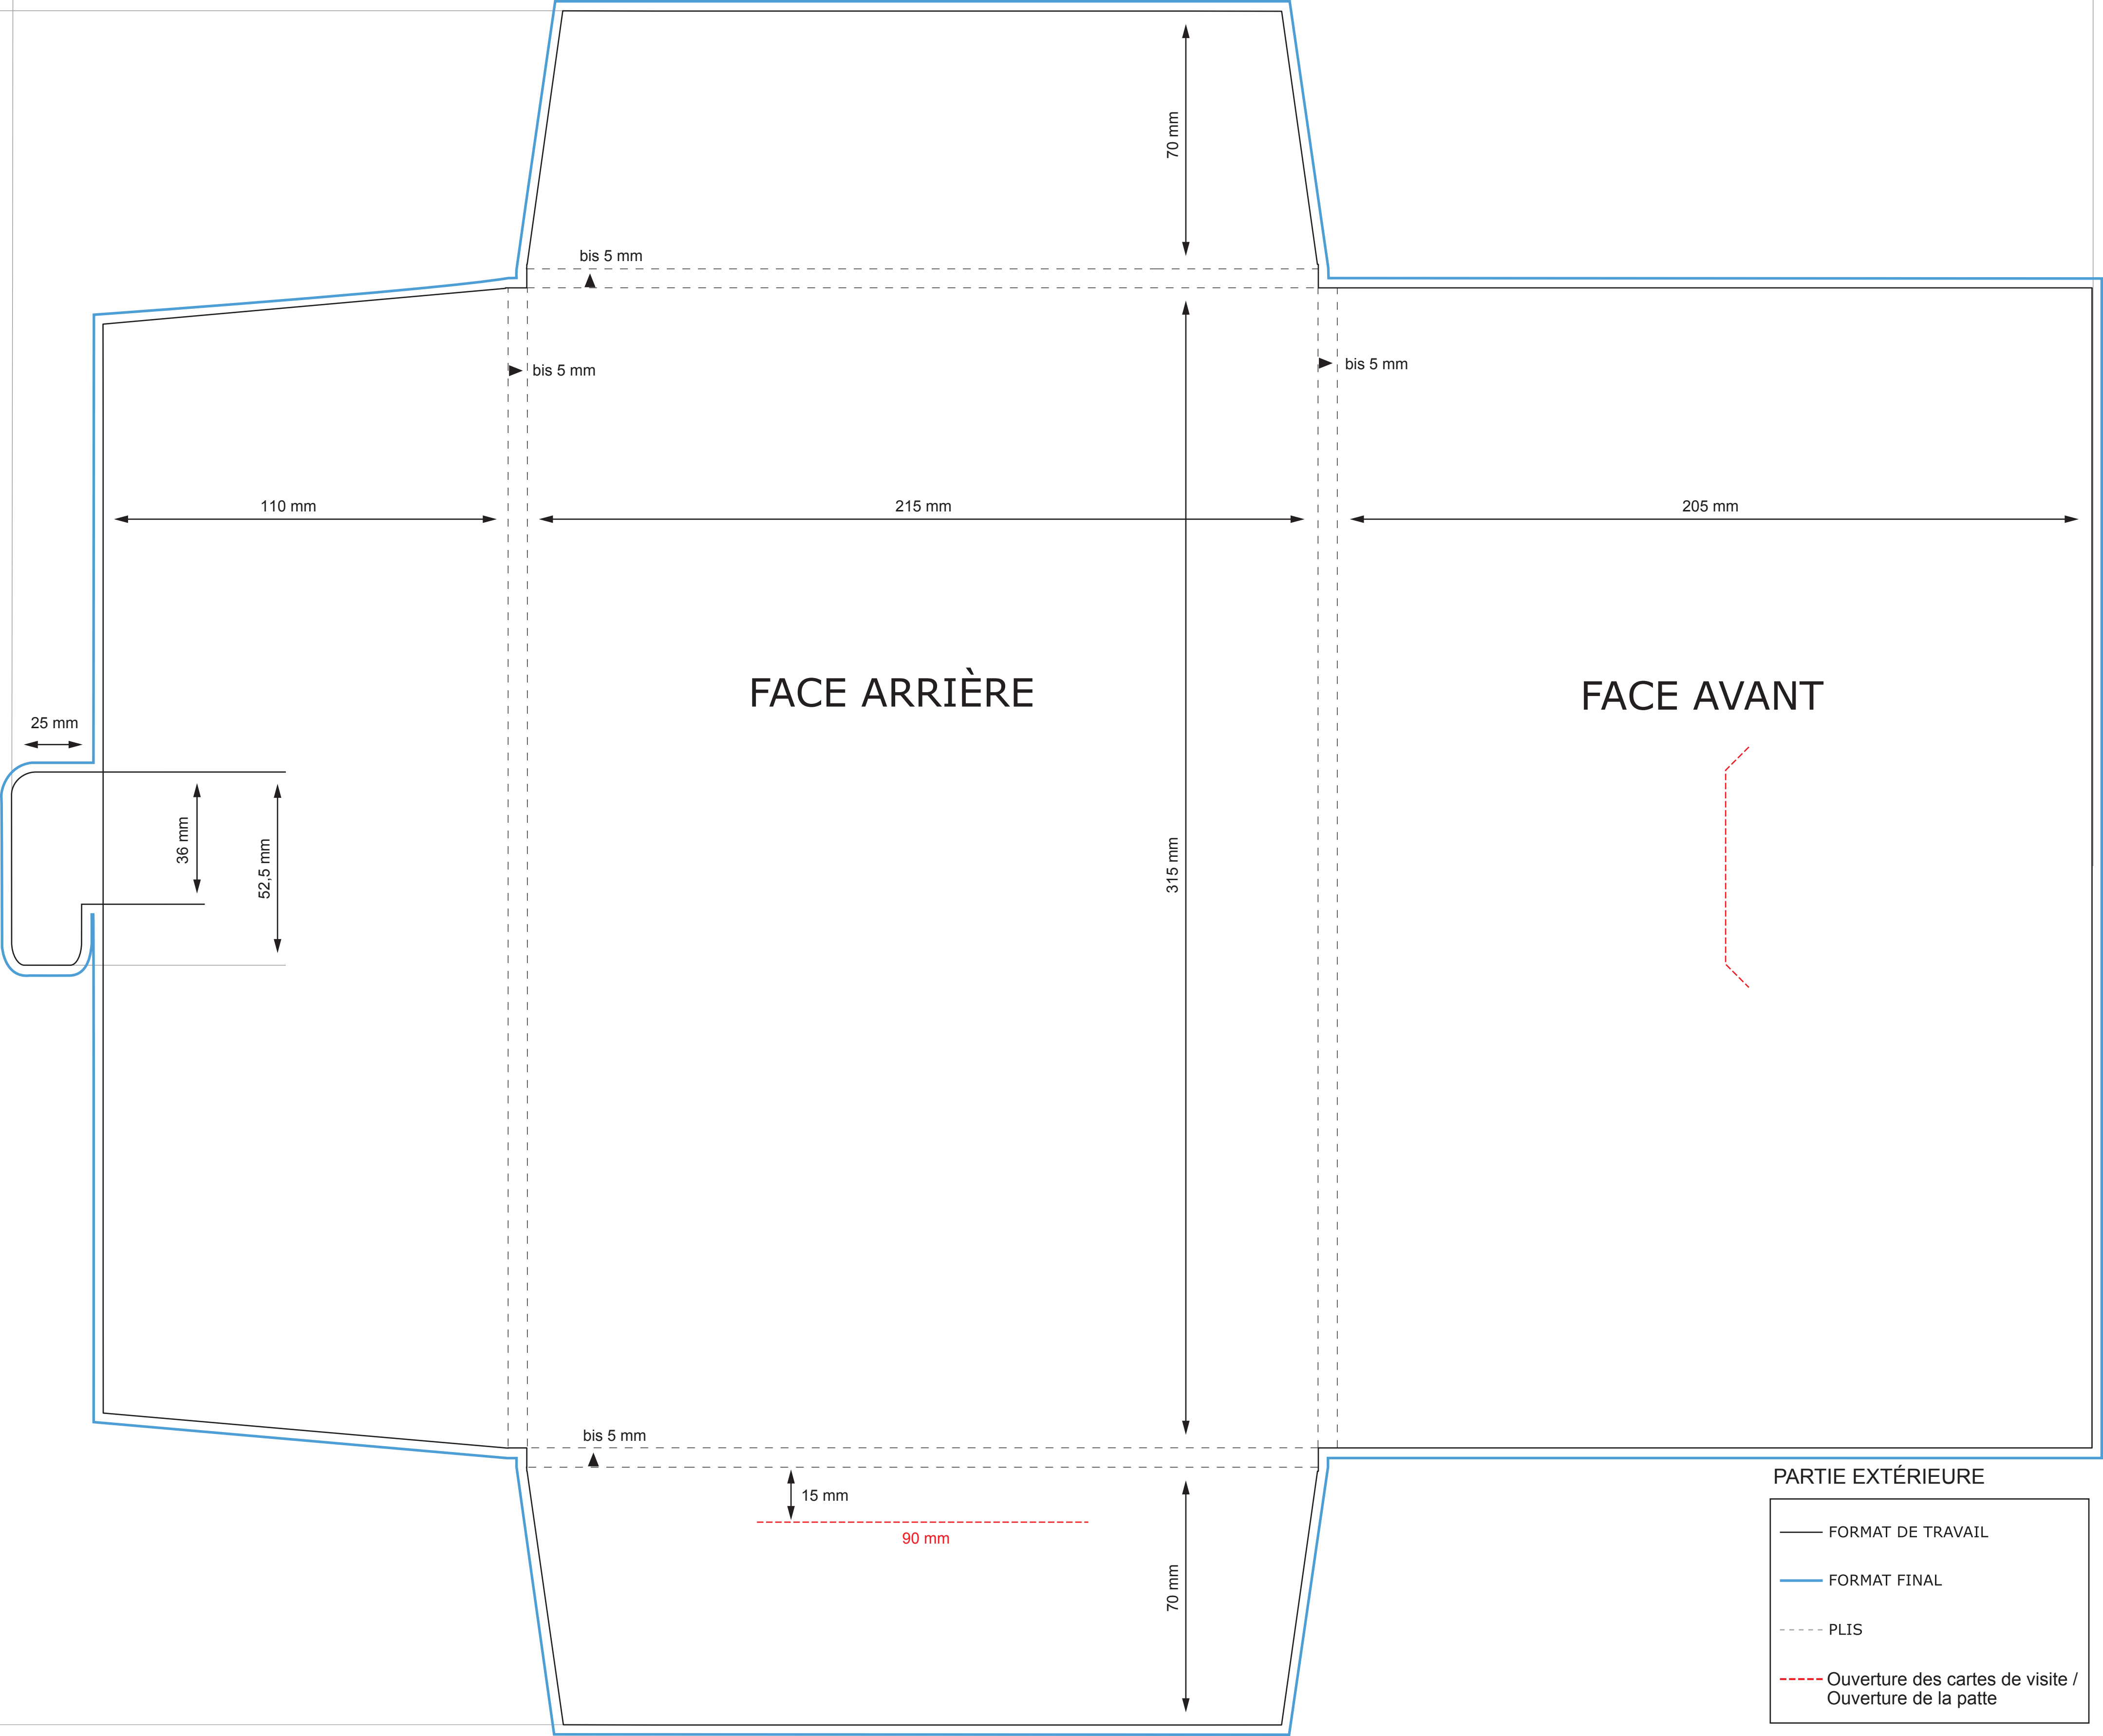 70 mm
bis 5 mm
bis 5 mm
bis 5 mm
110 mm
215 mm
205 mm
FACE ARRIÈRE
FACE AVANT
25 mm
36 mm
52,5 mm
315 mm
bis 5 mm
15 mm
90 mm
70 mm
PARTIE EXTÉRIEURE
FORMAT DE TRAVAIL
FORMAT FINAL
PLIS
Ouverture des cartes de visite /
Ouverture de la patte